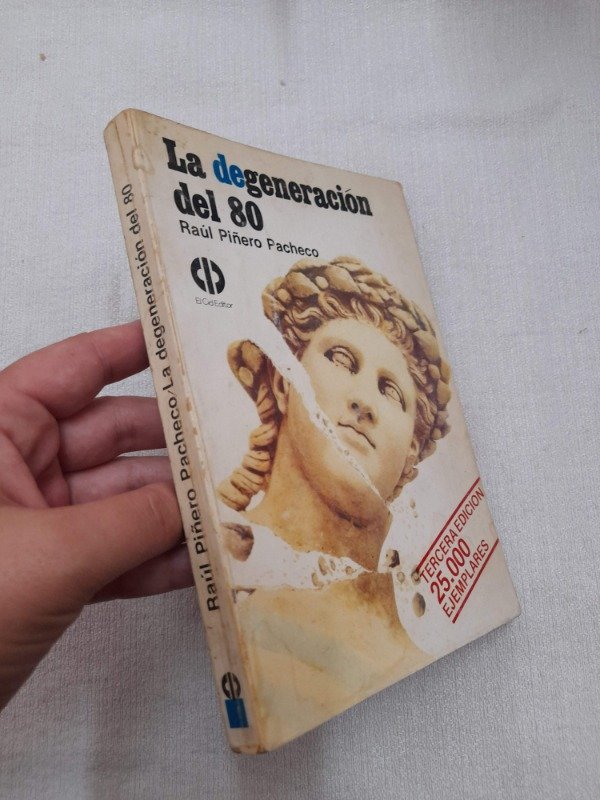 La degeneración
del 80
Raúl Piñero Pacheco
El Cid Editor
TERCERA EDICION
25.000
EJEMPLARES
Raúl Piñero Pacheco/La degeneración del 80